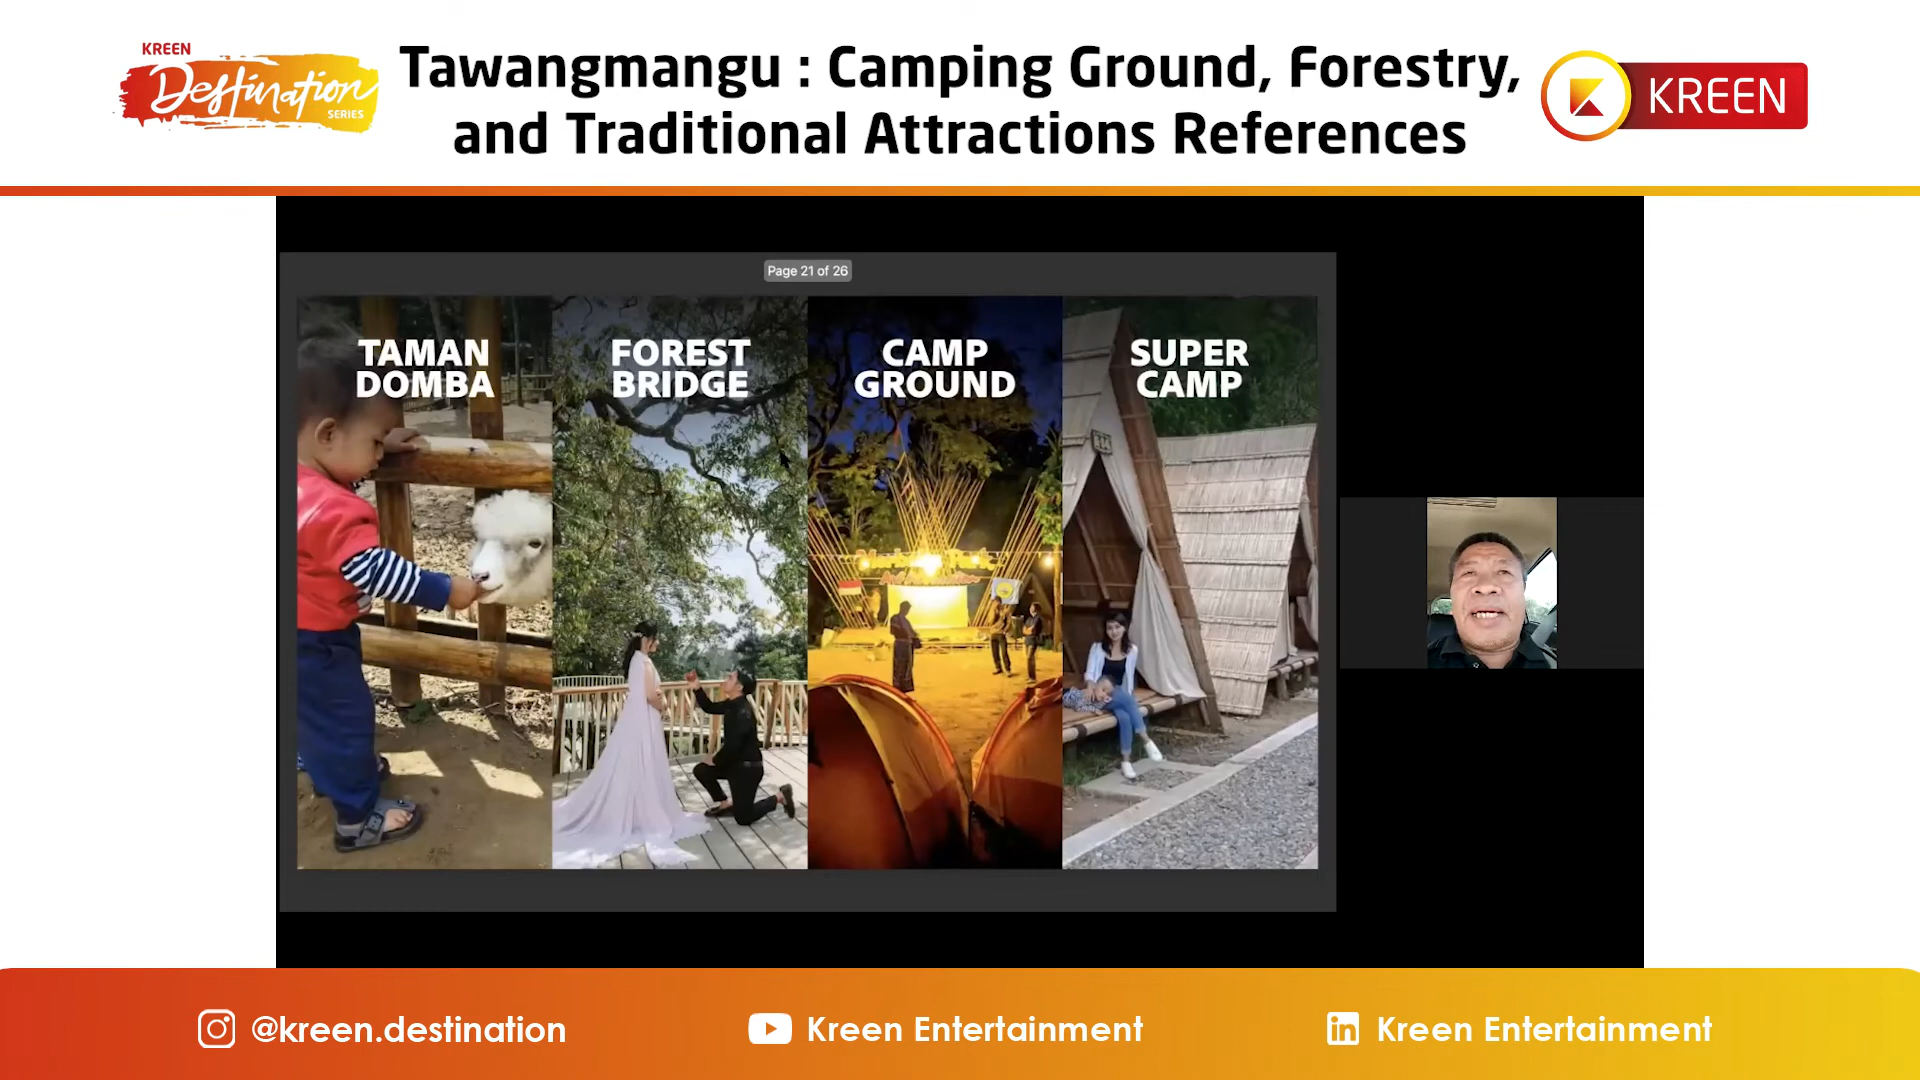 KREEN
Destination
SERIES
Tawangmangu : Camping Ground, Forestry,
and Traditional Attractions References
KREEN
Page 21 of 26
TAMAN
DOMBA
FOREST
BRIDGE
CAMP
GROUND
SUPER
CAMP
@kreen.destination
Kreen Entertainment
Kreen Entertainment